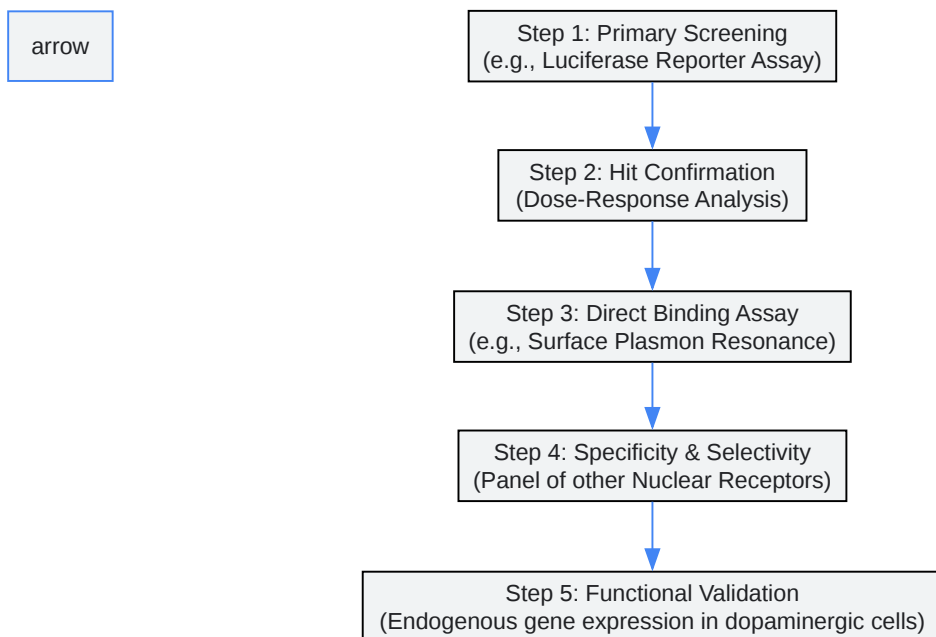 arrow
Step 1: Primary Screening
(e.g., Luciferase Reporter Assay)
Step 2: Hit Confirmation
(Dose-Response Analysis)
Step 3: Direct Binding Assay
(e.g., Surface Plasmon Resonance)
Step 4: Specificity & Selectivity
(Panel of other Nuclear Receptors)
Step 5: Functional Validation
(Endogenous gene expression in dopaminergic cells)